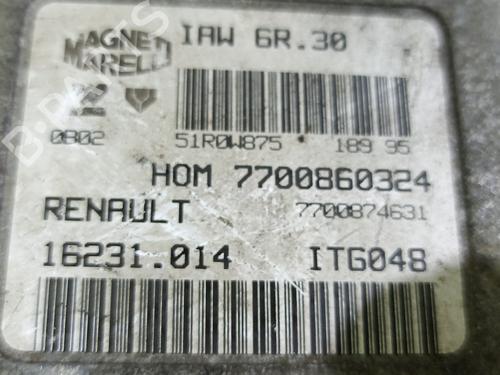 MAGNETI IAW 6R.30
MARELLI
0802 51R0W875 189 95
HOM 7700860324
RENAULT 7700874631
16231.014 ITG048
B-PARTS